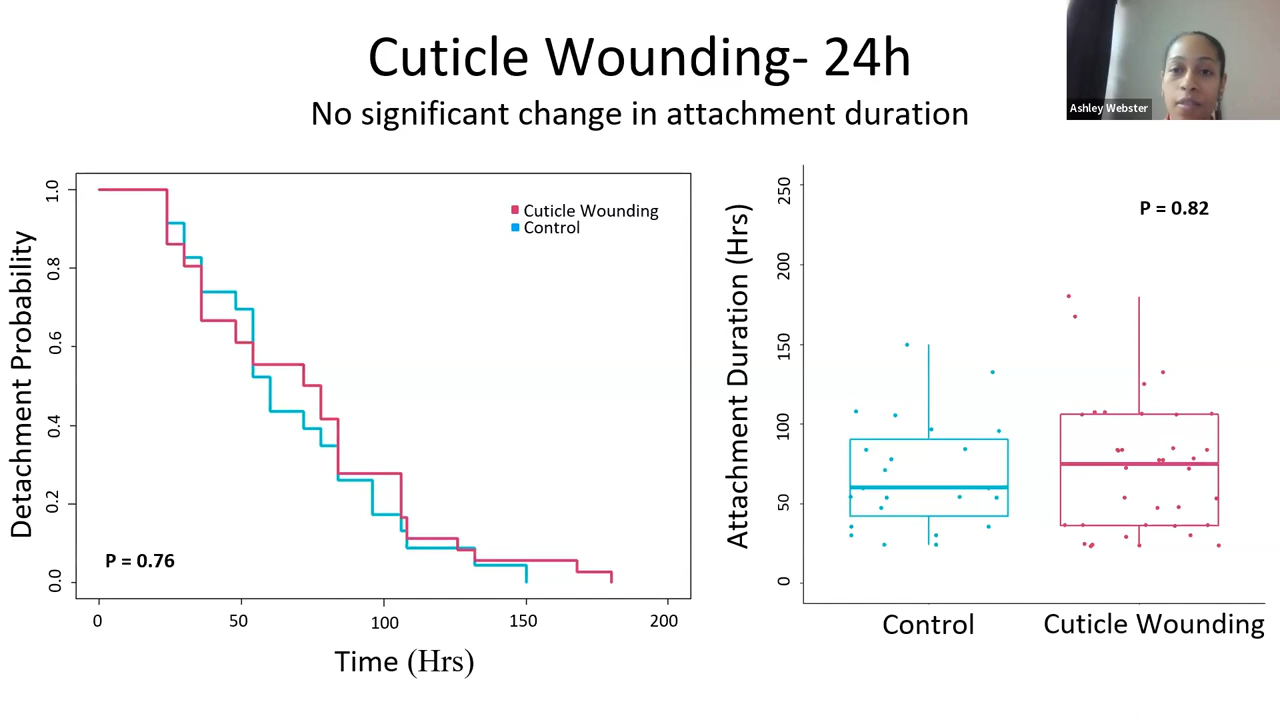 Cuticle Wounding- 24h
No significant change in attachment duration
Ashley Webster
Detachment Probability
1.0
0.8
0.6
0.4
0.2
0.0
Cuticle Wounding
Control
P = 0.76
0
50
100
150
200
Time (Hrs)
Attachment Duration (Hrs)
250
200
150
100
50
0
P = 0.82
Control
Cuticle Wounding